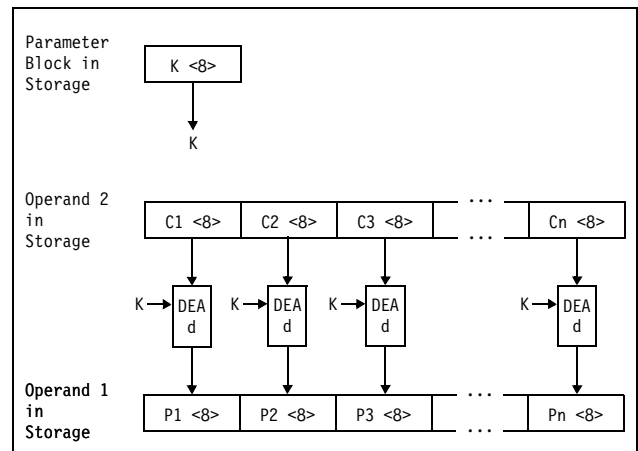 Parameter
Block in
Storage
K <8>
K
Operand 2
in
Storage
C1 <8> C2 <8> C3 <8> ... ... Cn <8>
K DEA d K DEA d K DEA d K DEA d
Operand 1
in
Storage
P1 <8> P2 <8> P3 <8> ... ... Pn <8>